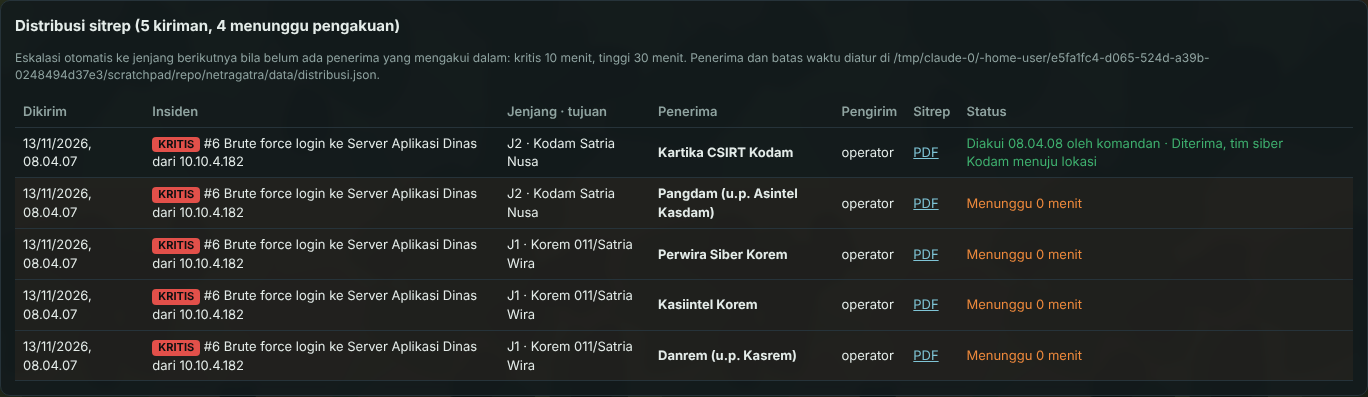 Distribusi sitrep (5 kiriman, 4 menunggu pengakuan)
Eskalasi otomatis ke jenjang berikutnya bila belum ada penerima yang mengakui dalam: kritis 10 menit, tinggi 30 menit. Penerima dan batas waktu diatur di /tmp/claude-0/-home-user/e5fa1fc4-d065-524d-a39b-
0248494d37e3/scratchpad/repo/netragatra/data/distribusi.json.
Dikirim Insiden Jenjang · tujuan Penerima Pengirim Sitrep Status
13/11/2026, KRITIS #6 Brute force login ke Server Aplikasi Dinas J2 · Kodam Satria Kartika CSIRT Kodam operator PDF Diakui 08.04.08 oleh komandan · Diterima, tim siber
08.04.07 dari 10.10.4.182 Nusa Kodam menuju lokasi
13/11/2026, KRITIS #6 Brute force login ke Server Aplikasi Dinas J2 · Kodam Satria Pangdam (u.p. Asintel operator PDF Menunggu 0 menit
08.04.07 dari 10.10.4.182 Nusa Kasdam)
13/11/2026, KRITIS #6 Brute force login ke Server Aplikasi Dinas J1 · Korem 011/Satria Perwira Siber Korem operator PDF Menunggu 0 menit
08.04.07 dari 10.10.4.182 Wira
13/11/2026, KRITIS #6 Brute force login ke Server Aplikasi Dinas J1 · Korem 011/Satria Kasiintel Korem operator PDF Menunggu 0 menit
08.04.07 dari 10.10.4.182 Wira
13/11/2026, KRITIS #6 Brute force login ke Server Aplikasi Dinas J1 · Korem 011/Satria Danrem (u.p. Kasrem) operator PDF Menunggu 0 menit
08.04.07 dari 10.10.4.182 Wira